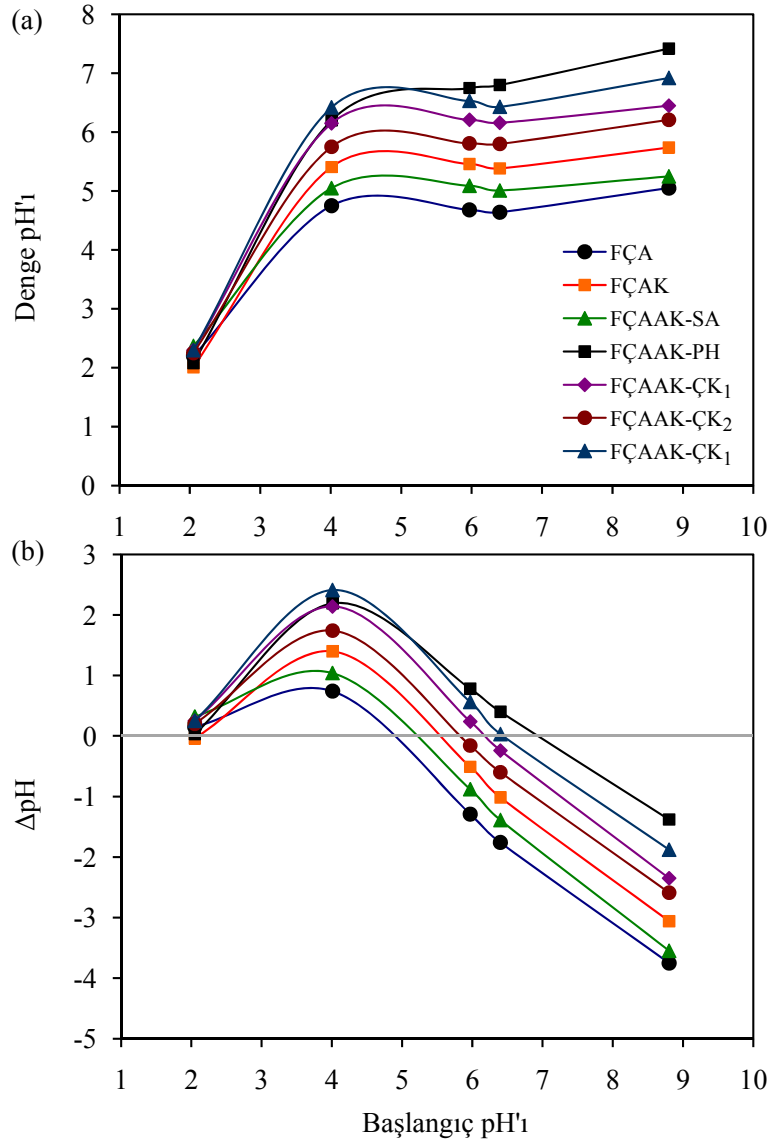 (a)
8
7
6
5
4
3
2
1
0
Denge pH'ı
FÇA
FÇAK
FÇAAK-SA
FÇAAK-PH
FÇAAK-ÇK1
FÇAAK-ÇK2
FÇAAK-ÇK1
1 2 3 4 5 6 7 8 9 10
(b)
3
2
1
0
-1
-2
-3
-4
-5
ΔpH
1 2 3 4 5 6 7 8 9 10
Başlangıç pH'ı